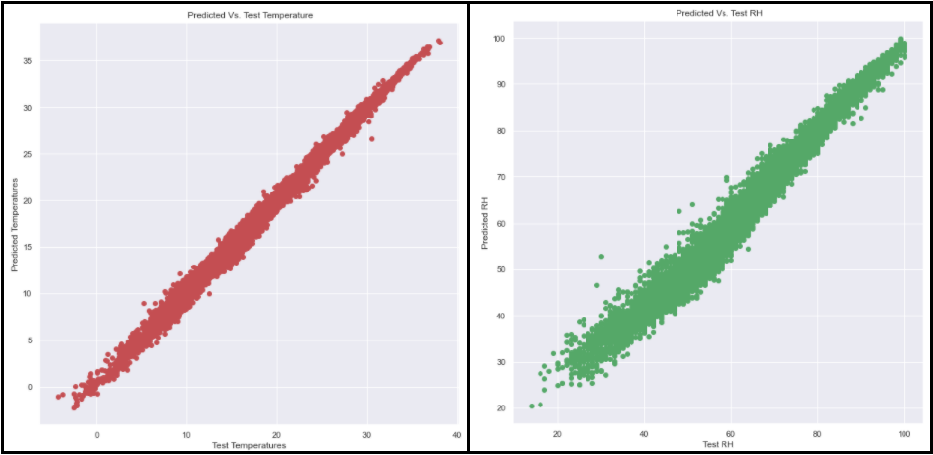 Predicted Vs. Test Temperature
35
30
25
20
15
10
5
0
Predicted Temperatures
0 10 20 30 40
Test Temperatures
Predicted Vs. Test RH
100
90
80
70
60
50
40
30
20
Predicted RH
20 40 60 80 100
Test RH